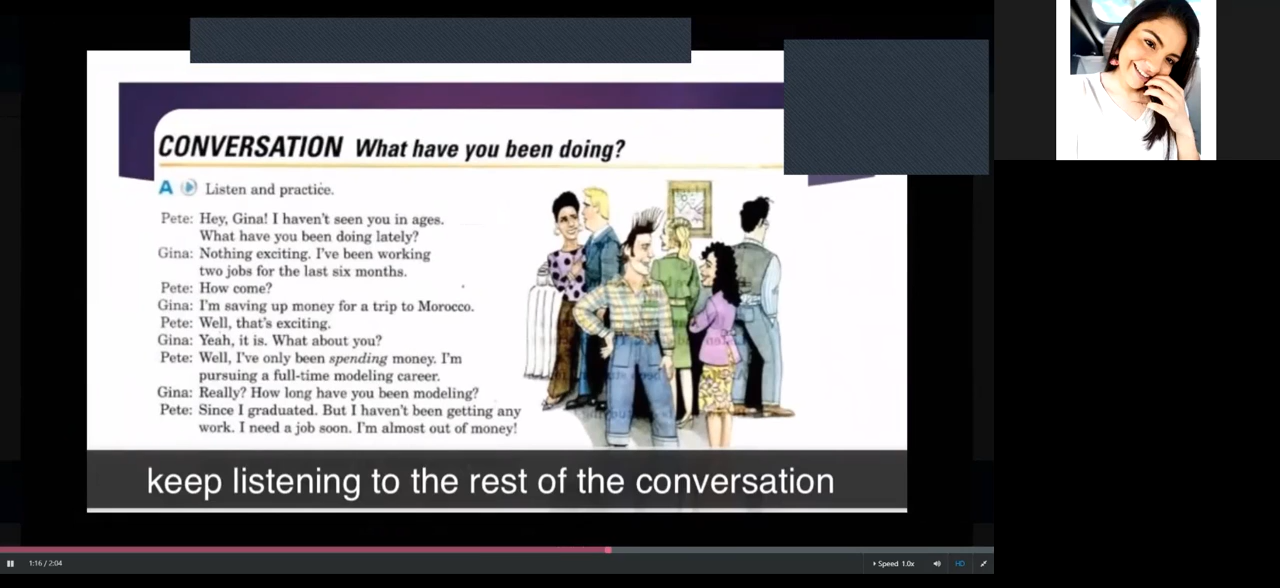 CONVERSATION What have you been doing?
A Listen and practice.
Pete: Hey, Gina! I haven't seen you in ages.
What have you been doing lately?
Gina: Nothing exciting. I've been working
two jobs for the last six months.
Pete: How come?
Gina: I'm saving up money for a trip to Morocco.
Pete: Well, that's exciting.
Gina: Yeah, it is. What about you?
Pete: Well, I've only been spending money. I'm
pursuing a full-time modeling career.
Gina: Really? How long have you been modeling?
Pete: Since I graduated. But I haven't been getting any
work. I need a job soon. I'm almost out of money!
keep listening to the rest of the conversation
1:16 / 2:04
Speed 1.0x
HD